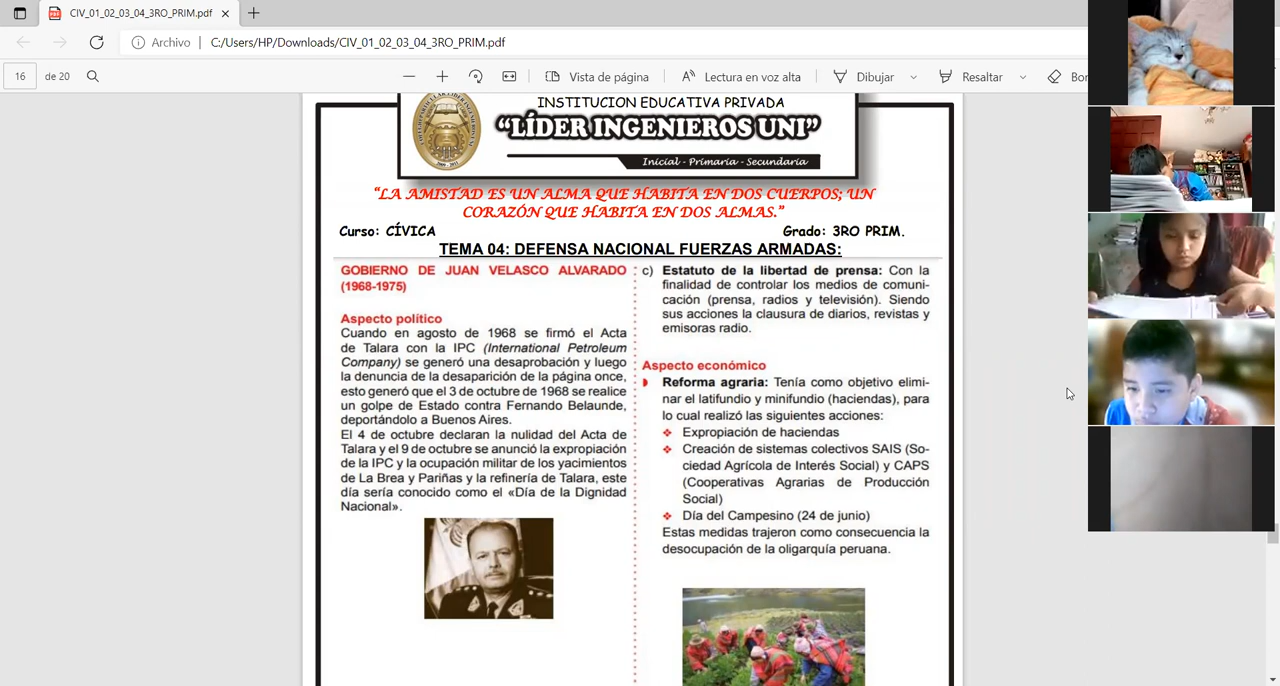 CIV_01_02_03_04_3RO_PRIM.pdf
Archivo | C:/Users/HP/Downloads/CIV_01_02_03_04_3RO_PRIM.pdf
16 de 20 Vista de página Lectura en voz alta Dibujar Resaltar Bor
INSTITUCION EDUCATIVA PRIVADA
“LÍDER INGENIEROS UNI”
Inicial - Primaria - Secundaria
“LA AMISTAD ES UN ALMA QUE HABITA EN DOS CUERPOS; UN
CORAZÓN QUE HABITA EN DOS ALMAS.”
Curso: CÍVICA Grado: 3RO PRIM.
TEMA 04: DEFENSA NACIONAL FUERZAS ARMADAS:
GOBIERNO DE JUAN VELASCO ALVARADO
(1968-1975)
Aspecto político
Cuando en agosto de 1968 se firmó el Acta
de Talara con la IPC (International Petroleum
Company) se generó una desaprobación y luego
la denuncia de la desaparición de la página once,
esto generó que el 3 de octubre de 1968 se realice
un golpe de Estado contra Fernando Belaunde,
deportándolo a Buenos Aires.
El 4 de octubre declaran la nulidad del Acta de
Talara y el 9 de octubre se anunció la expropiación
de la IPC y la ocupación militar de los yacimientos
de La Brea y Pariñas y la refinería de Talara, este
día sería conocido como el «Día de la Dignidad
Nacional».
c) Estatuto de la libertad de prensa: Con la
finalidad de controlar los medios de comuni-
cación (prensa, radios y televisión). Siendo
sus acciones la clausura de diarios, revistas y
emisoras radio.
Aspecto económico
Reforma agraria: Tenía como objetivo elimi-
nar el latifundio y minifundio (haciendas), para
lo cual realizó las siguientes acciones:
❖ Expropiación de haciendas
❖ Creación de sistemas colectivos SAIS (So-
ciedad Agrícola de Interés Social) y CAPS
(Cooperativas Agrarias de Producción
Social)
❖ Día del Campesino (24 de junio)
Estas medidas trajeron como consecuencia la
desocupación de la oligarquía peruana.